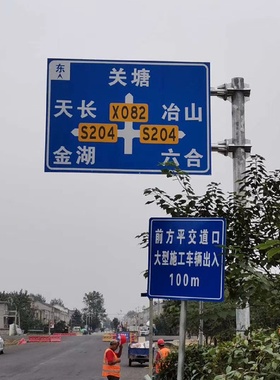 东
关塘
天长 X082 冶山
S204 S204
金湖 六合
前方平交道口
大型施工车辆出入
100m